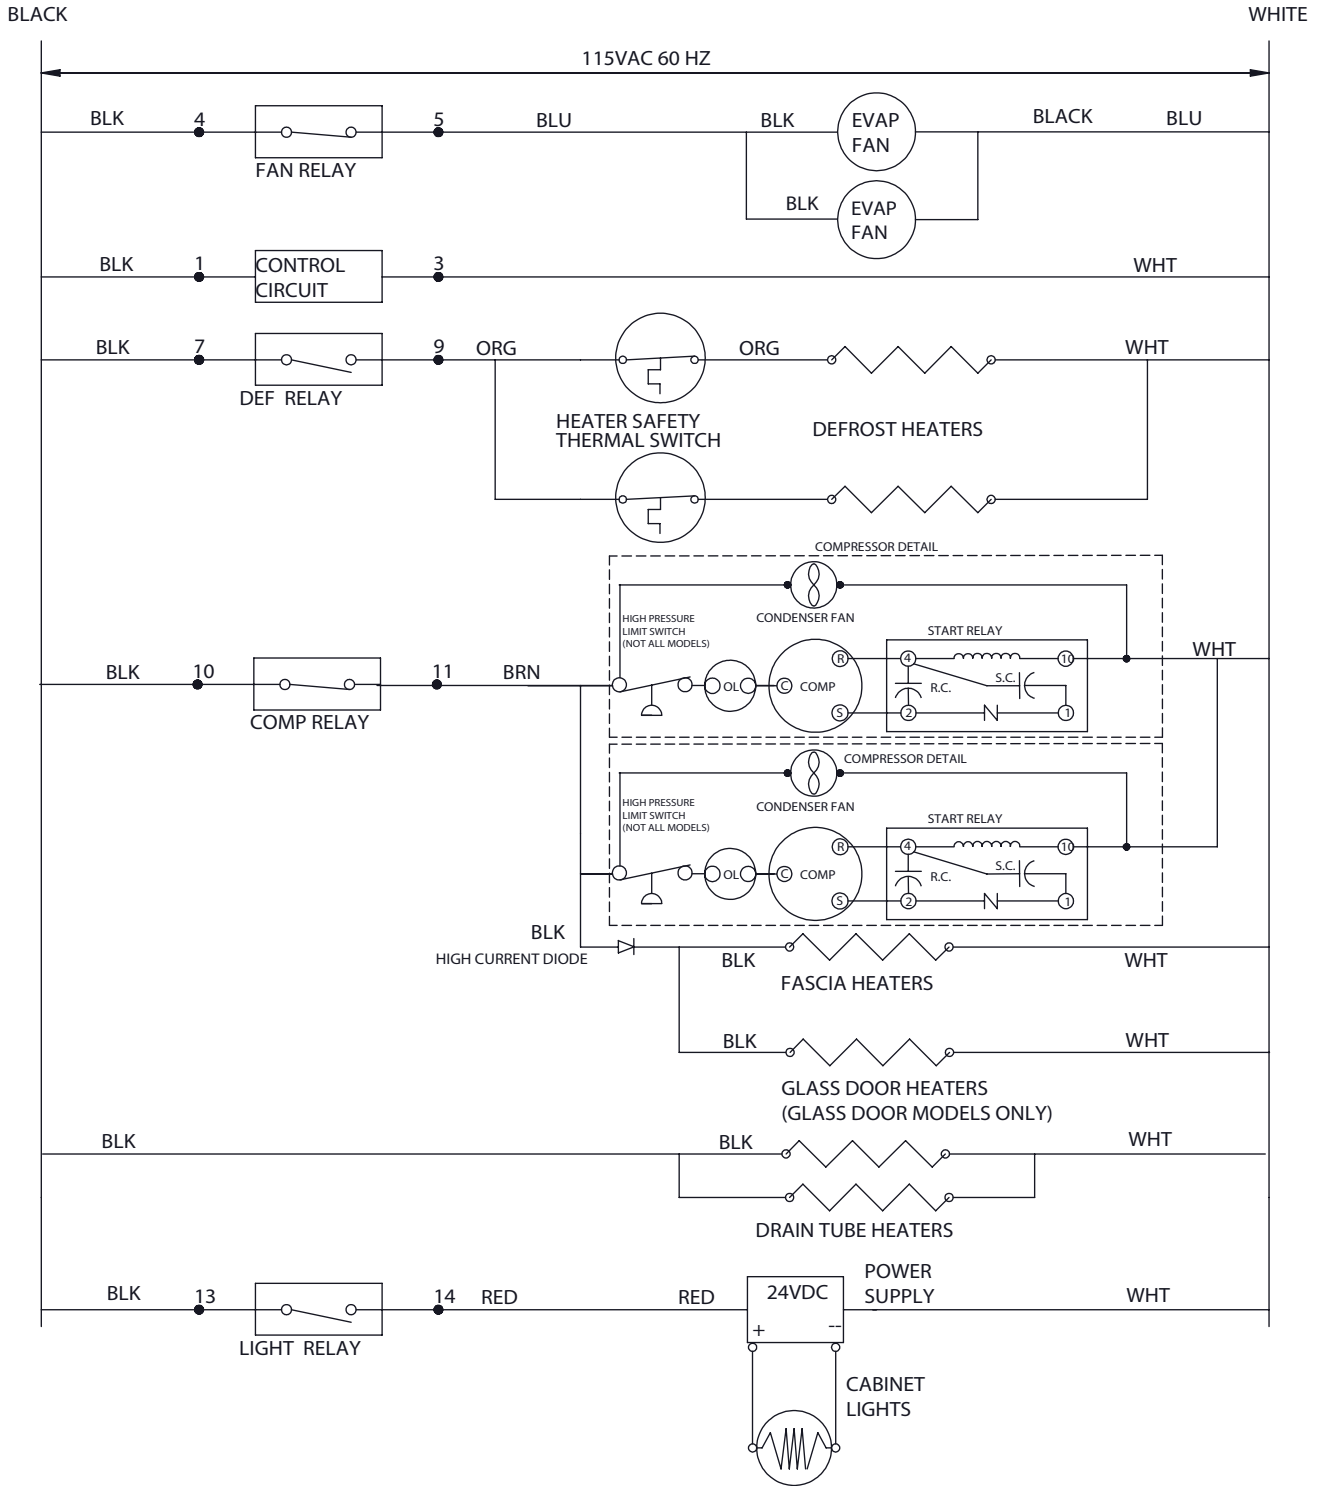 BLACK
WHITE
115VAC 60 HZ
BLK
4
5
BLU
BLK
EVAP
FAN
BLACK
BLU
FAN RELAY
BLK
EVAP
FAN
BLK
1
CONTROL
CIRCUIT
3
WHT
BLK
7
9
ORG
ORG
WHT
DEF RELAY
HEATER SAFETY
THERMAL SWITCH
DEFROST HEATERS
COMPRESSOR DETAIL
CONDENSER FAN
HIGH PRESSURE
LIMIT SWITCH
(NOT ALL MODELS)
START RELAY
R
4
10
WHT
BLK
10
11
BRN
OL
C
COMP
R.C.
S.C.
S
2
N
1
COMP RELAY
COMPRESSOR DETAIL
CONDENSER FAN
HIGH PRESSURE
LIMIT SWITCH
(NOT ALL MODELS)
START RELAY
R
4
10
OL
C
COMP
R.C.
S.C.
S
2
N
1
BLK
HIGH CURRENT DIODE
BLK
WHT
FASCIA HEATERS
BLK
WHT
GLASS DOOR HEATERS
(GLASS DOOR MODELS ONLY)
BLK
BLK
WHT
DRAIN TUBE HEATERS
BLK
13
14
RED
RED
24VDC
+
--
POWER
SUPPLY
WHT
LIGHT RELAY
CABINET
LIGHTS